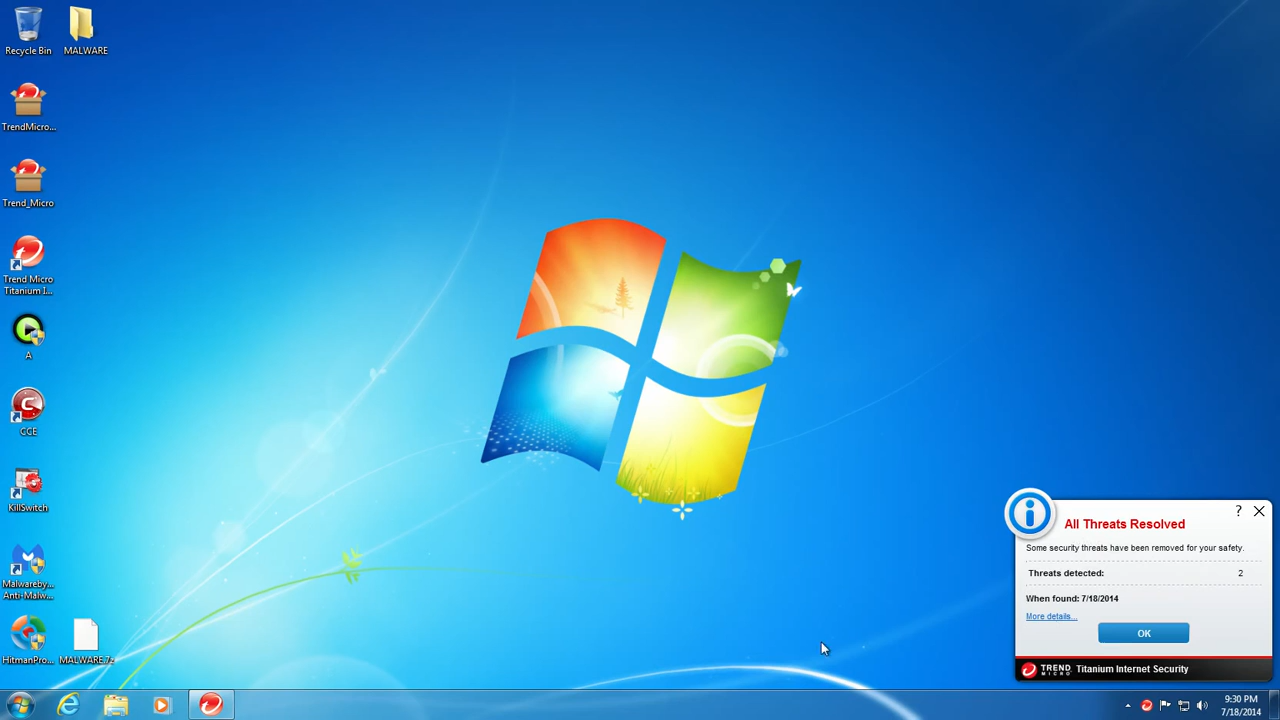 Recycle Bin
MALWARE
TrendMicro...
Trend_Micro
Trend Micro
Titanium I...
A
CCE
KillSwitch
Malwareby...
Anti-Malw...
HitmanPro...
MALWARE.7z
All Threats Resolved
? 
Some security threats have been removed for your safety.
Threats detected: 2
When found: 7/18/2014
More details...
OK
TREND MICRO Titanium Internet Security
9:30 PM
7/18/2014